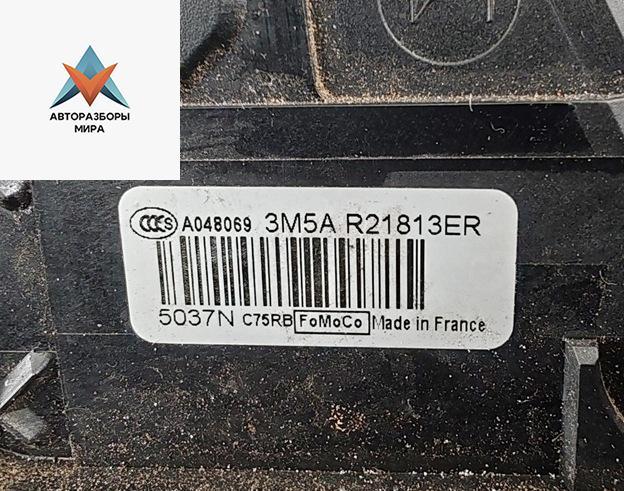 АВТОРАЗБОРЫ
МИРА
CCC S A048069 3M5A R21813ER
5037N C75RB FoMoCo Made in France